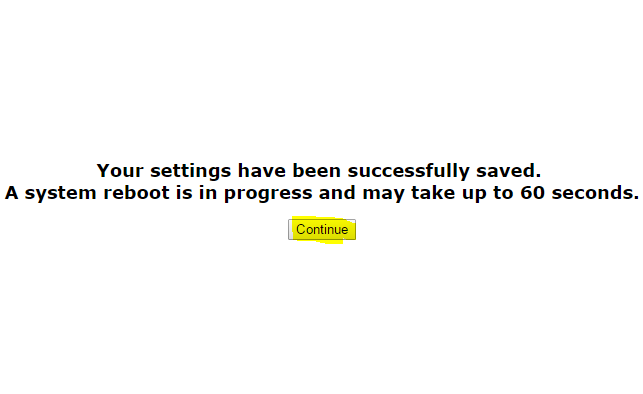 Your settings have been successfully saved.
A system reboot is in progress and may take up to 60 seconds.
Continue